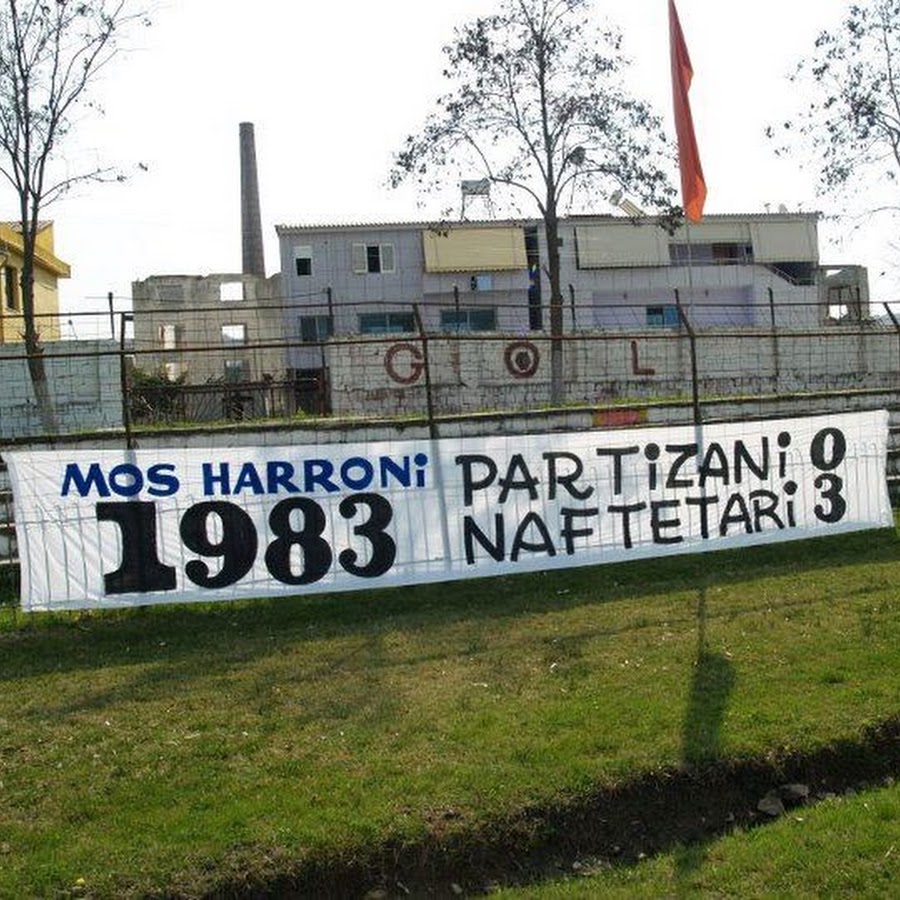 G O L
MOS HARRONi
1983
PARTiZANi 0
NAFTETARi 3